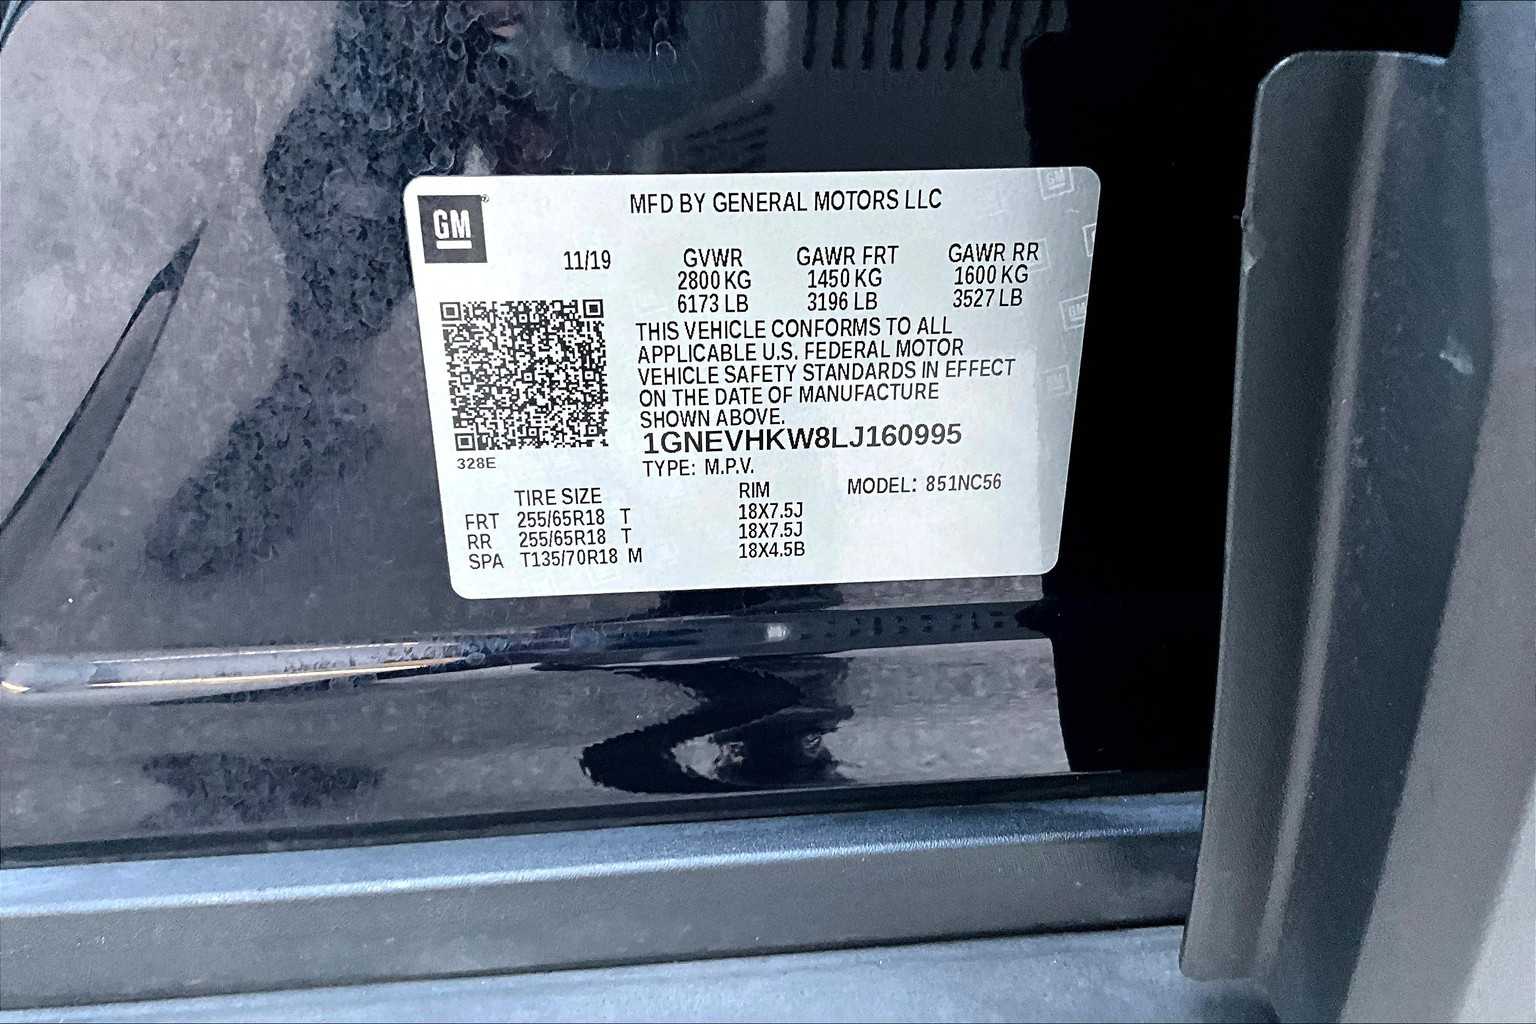 GM
MFD BY GENERAL MOTORS LLC
11/19
GVWR GAWR FRT GAWR RR
2800 KG 1450 KG 1600 KG
6173 LB 3196 LB 3527 LB
THIS VEHICLE CONFORMS TO ALL
APPLICABLE U.S. FEDERAL MOTOR
VEHICLE SAFETY STANDARDS IN EFFECT
ON THE DATE OF MANUFACTURE
SHOWN ABOVE.
1GNEVHKW8LJ160995
328E
TYPE: M.P.V.
MODEL: 851NC56
TIRE SIZE RIM
FRT 255/65R18 T 18X7.5J
RR 255/65R18 T 18X7.5J
SPA T135/70R18 M 18X4.5B